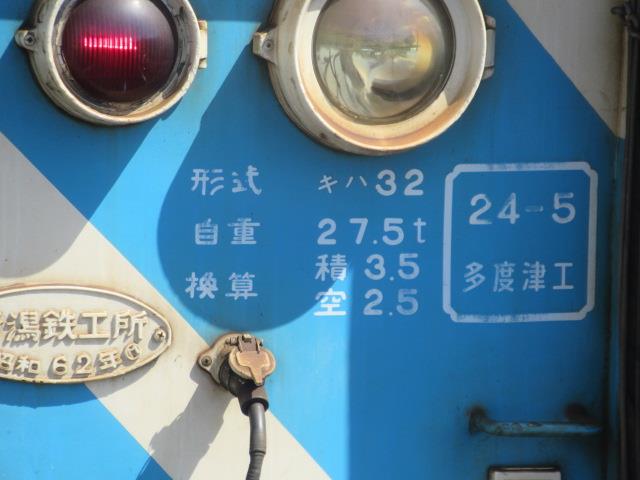 形式 キハ32
自重 27.5t
換算 積 3.5
空 2.5
24-5
多度津工
潟鉄工所
昭和62年